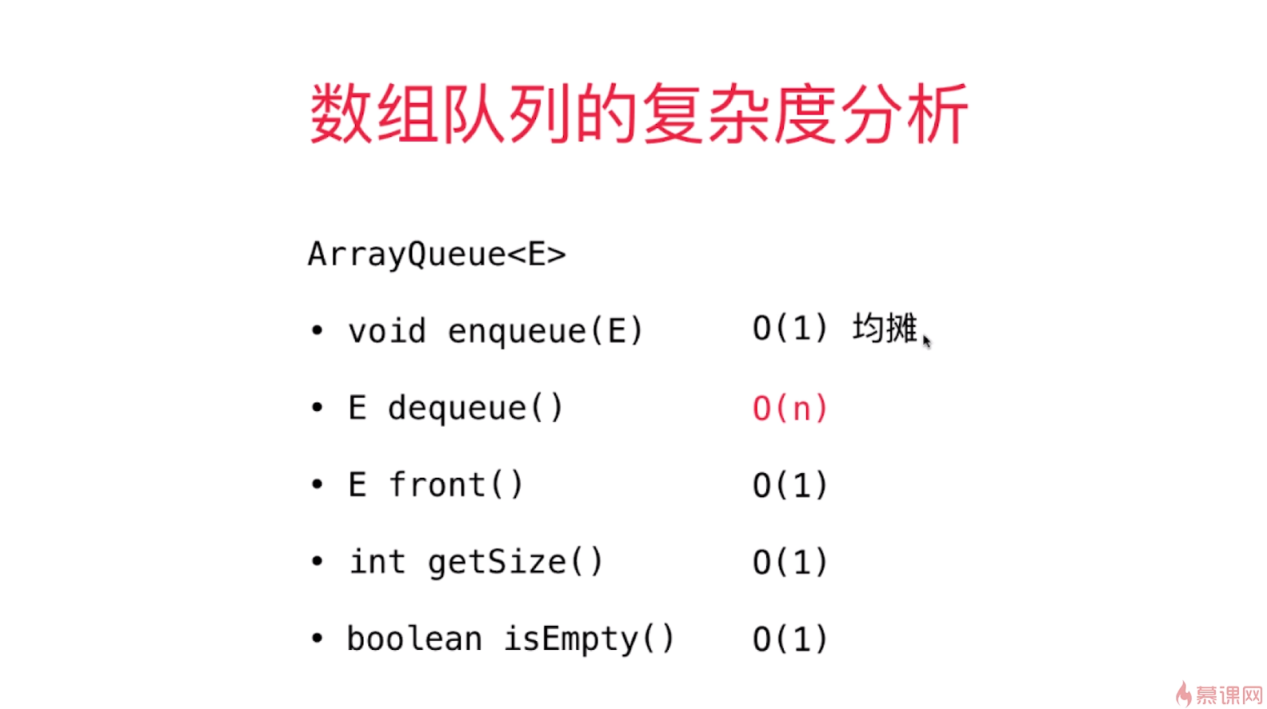 数组队列的复杂度分析
ArrayQueue<E>
• void enqueue(E) O(1) 均摊
• E dequeue() O(n)
• E front() O(1)
• int getSize() O(1)
• boolean isEmpty() O(1)
慕课网